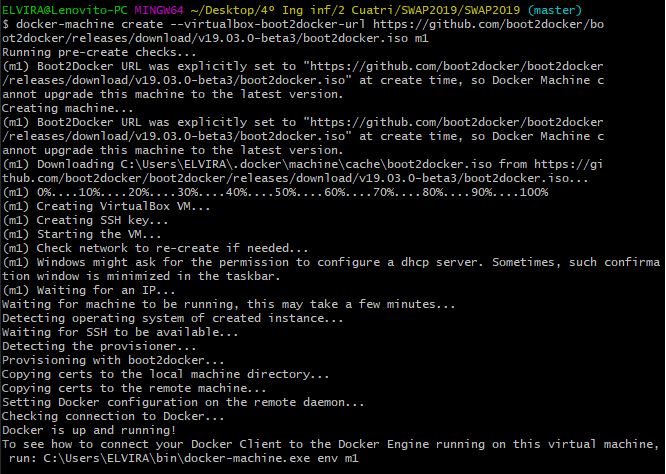 ELVIRA@Lenovito-PC MINGW64 ~/Desktop/4º Ing inf/2 Cuatri/SWAP2019/SWAP2019 (master)
$ docker-machine create --virtualbox-boot2docker-url https://github.com/boot2docker/bo
ot2docker/releases/download/v19.03.0-beta3/boot2docker.iso m1
Running pre-create checks...
(m1) Boot2Docker URL was explicitly set to "https://github.com/boot2docker/boot2docker
/releases/download/v19.03.0-beta3/boot2docker.iso" at create time, so Docker Machine c
annot upgrade this machine to the latest version.
Creating machine...
(m1) Boot2Docker URL was explicitly set to "https://github.com/boot2docker/boot2docker
/releases/download/v19.03.0-beta3/boot2docker.iso" at create time, so Docker Machine c
annot upgrade this machine to the latest version.
(m1) Downloading C:\Users\ELVIRA\.docker\machine\cache\boot2docker.iso from https://gi
thub.com/boot2docker/boot2docker/releases/download/v19.03.0-beta3/boot2docker.iso...
(m1) 0%....10%....20%....30%....40%....50%....60%....70%....80%....90%....100%
(m1) Creating VirtualBox VM...
(m1) Creating SSH key...
(m1) Starting the VM...
(m1) Check network to re-create if needed...
(m1) Windows might ask for the permission to configure a dhcp server. Sometimes, such confirma
tion window is minimized in the taskbar.
(m1) Waiting for an IP...
Waiting for machine to be running, this may take a few minutes...
Detecting operating system of created instance...
Waiting for SSH to be available...
Detecting the provisioner...
Provisioning with boot2docker...
Copying certs to the local machine directory...
Copying certs to the remote machine...
Setting Docker configuration on the remote daemon...
Checking connection to Docker...
Docker is up and running!
To see how to connect your Docker Client to the Docker Engine running on this virtual machine,
 run: C:\Users\ELVIRA\bin\docker-machine.exe env m1